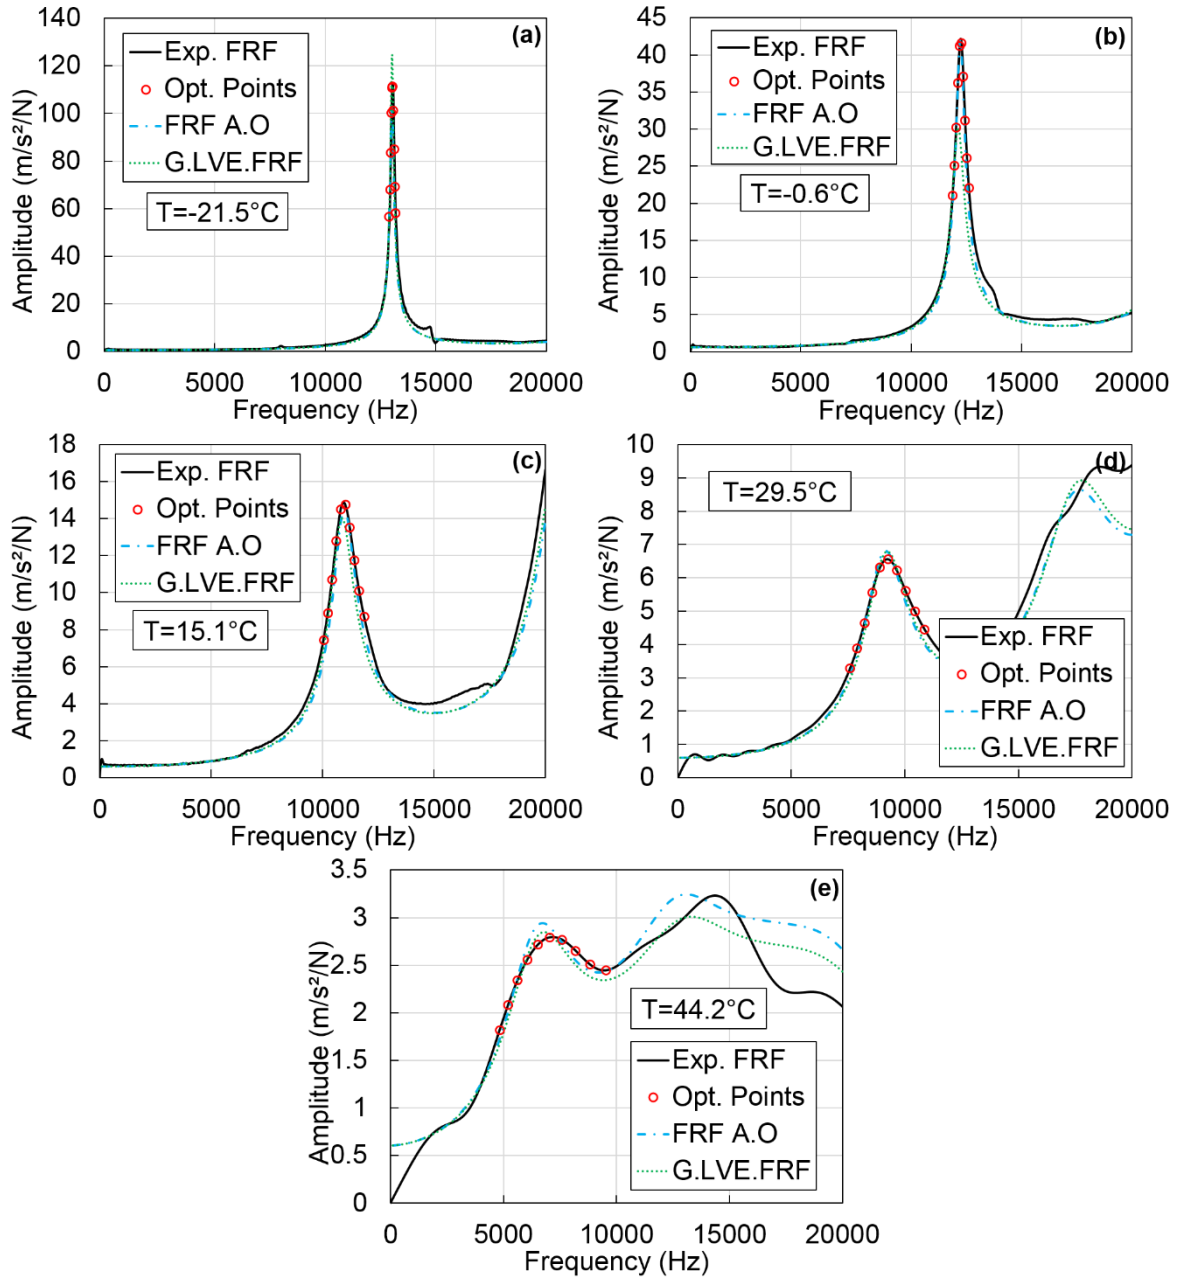 (a)
Amplitude (m/s²/N)
140
120
100
80
60
40
20
0
Exp. FRF
Opt. Points
FRF A.O
G.LVE.FRF
T=-21.5°C
0 5000 10000 15000 20000
Frequency (Hz)
(b)
Amplitude (m/s²/N)
45
40
35
30
25
20
15
10
5
0
Exp. FRF
Opt. Points
FRF A.O
G.LVE.FRF
T=-0.6°C
0 5000 10000 15000 20000
Frequency (Hz)
(c)
Amplitude (m/s²/N)
18
16
14
12
10
8
6
4
2
0
Exp. FRF
Opt. Points
FRF A.O
G.LVE.FRF
T=15.1°C
0 5000 10000 15000 20000
Frequency (Hz)
(d)
Amplitude (m/s²/N)
10
9
8
7
6
5
4
3
2
1
0
T=29.5°C
Exp. FRF
Opt. Points
FRF A.O
G.LVE.FRF
0 5000 10000 15000 20000
Frequency (Hz)
(e)
Amplitude (m/s²/N)
3.5
3
2.5
2
1.5
1
0.5
0
T=44.2°C
Exp. FRF
Opt. Points
FRF A.O
G.LVE.FRF
0 5000 10000 15000 20000
Frequency (Hz)